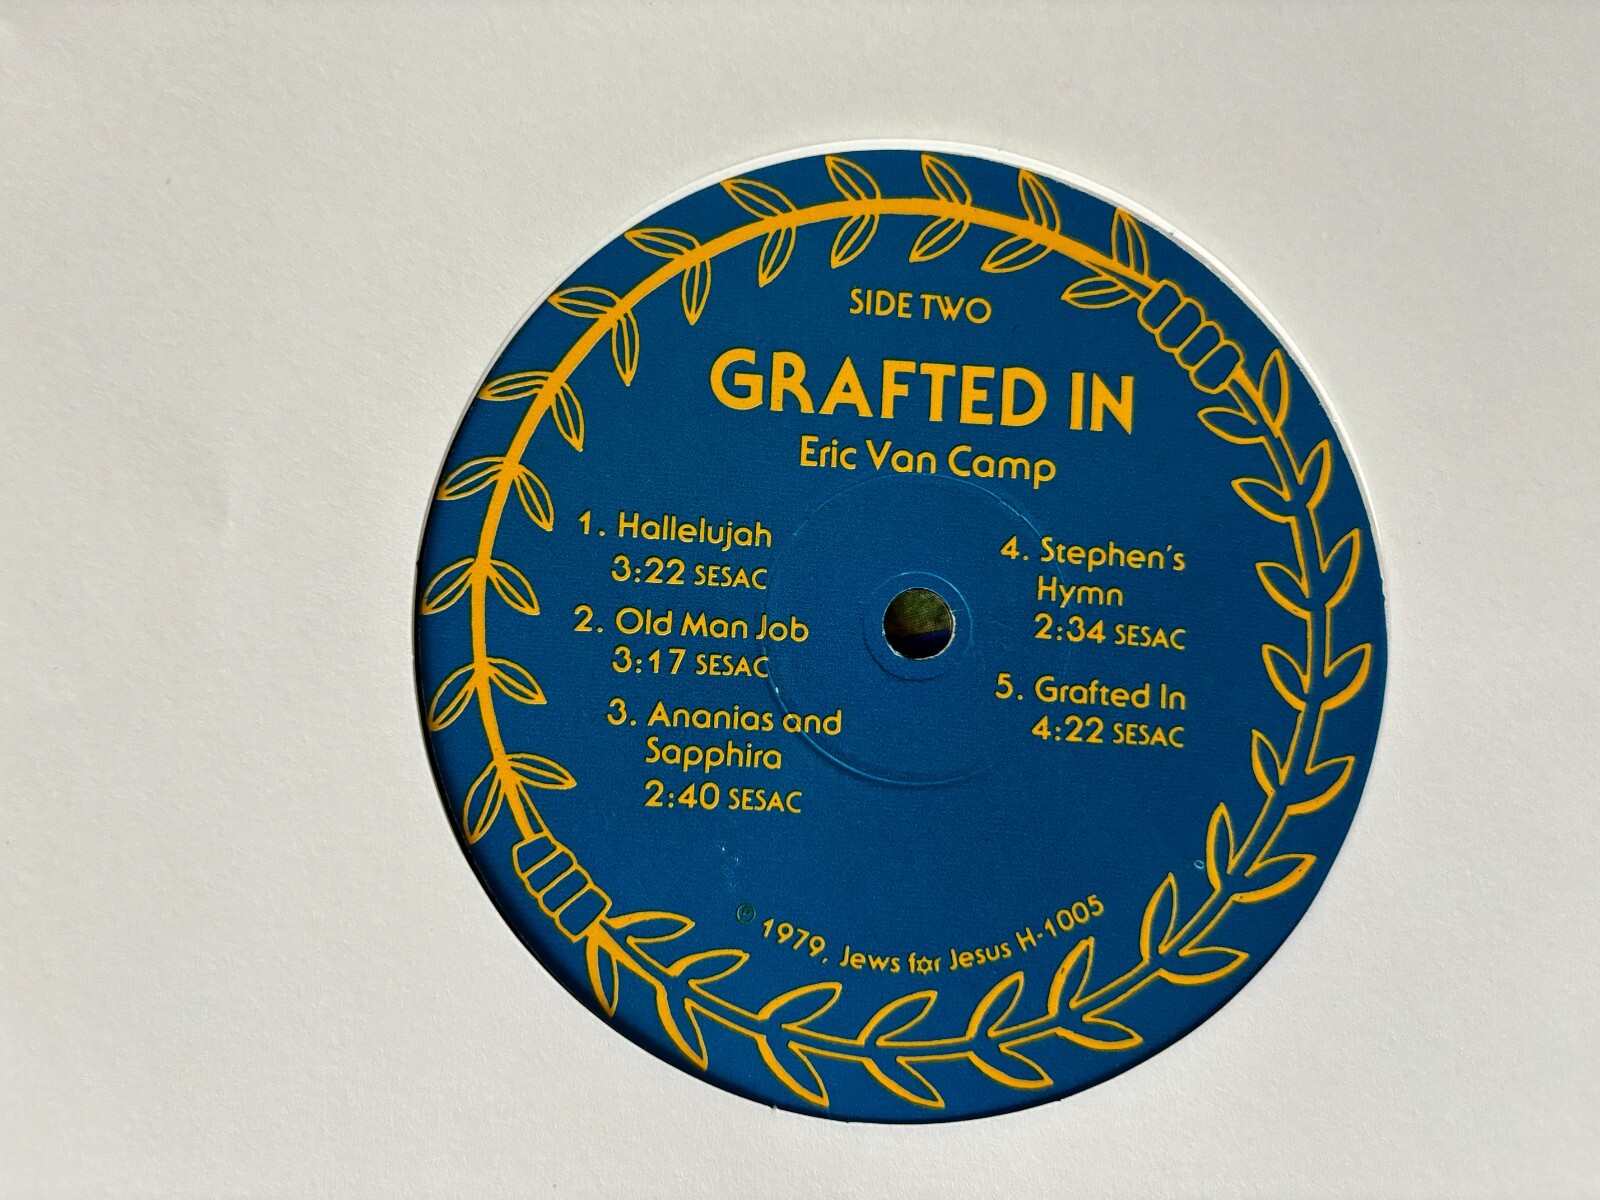 SIDE TWO
GRAFTED IN
Eric Van Camp
1. Hallelujah
3:22 SESAC
2. Old Man Job
3:17 SESAC
3. Ananias and
Sapphira
2:40 SESAC
4. Stephen's
Hymn
2:34 SESAC
5. Grafted In
4:22 SESAC
℗ 1979, Jews for Jesus H-1005